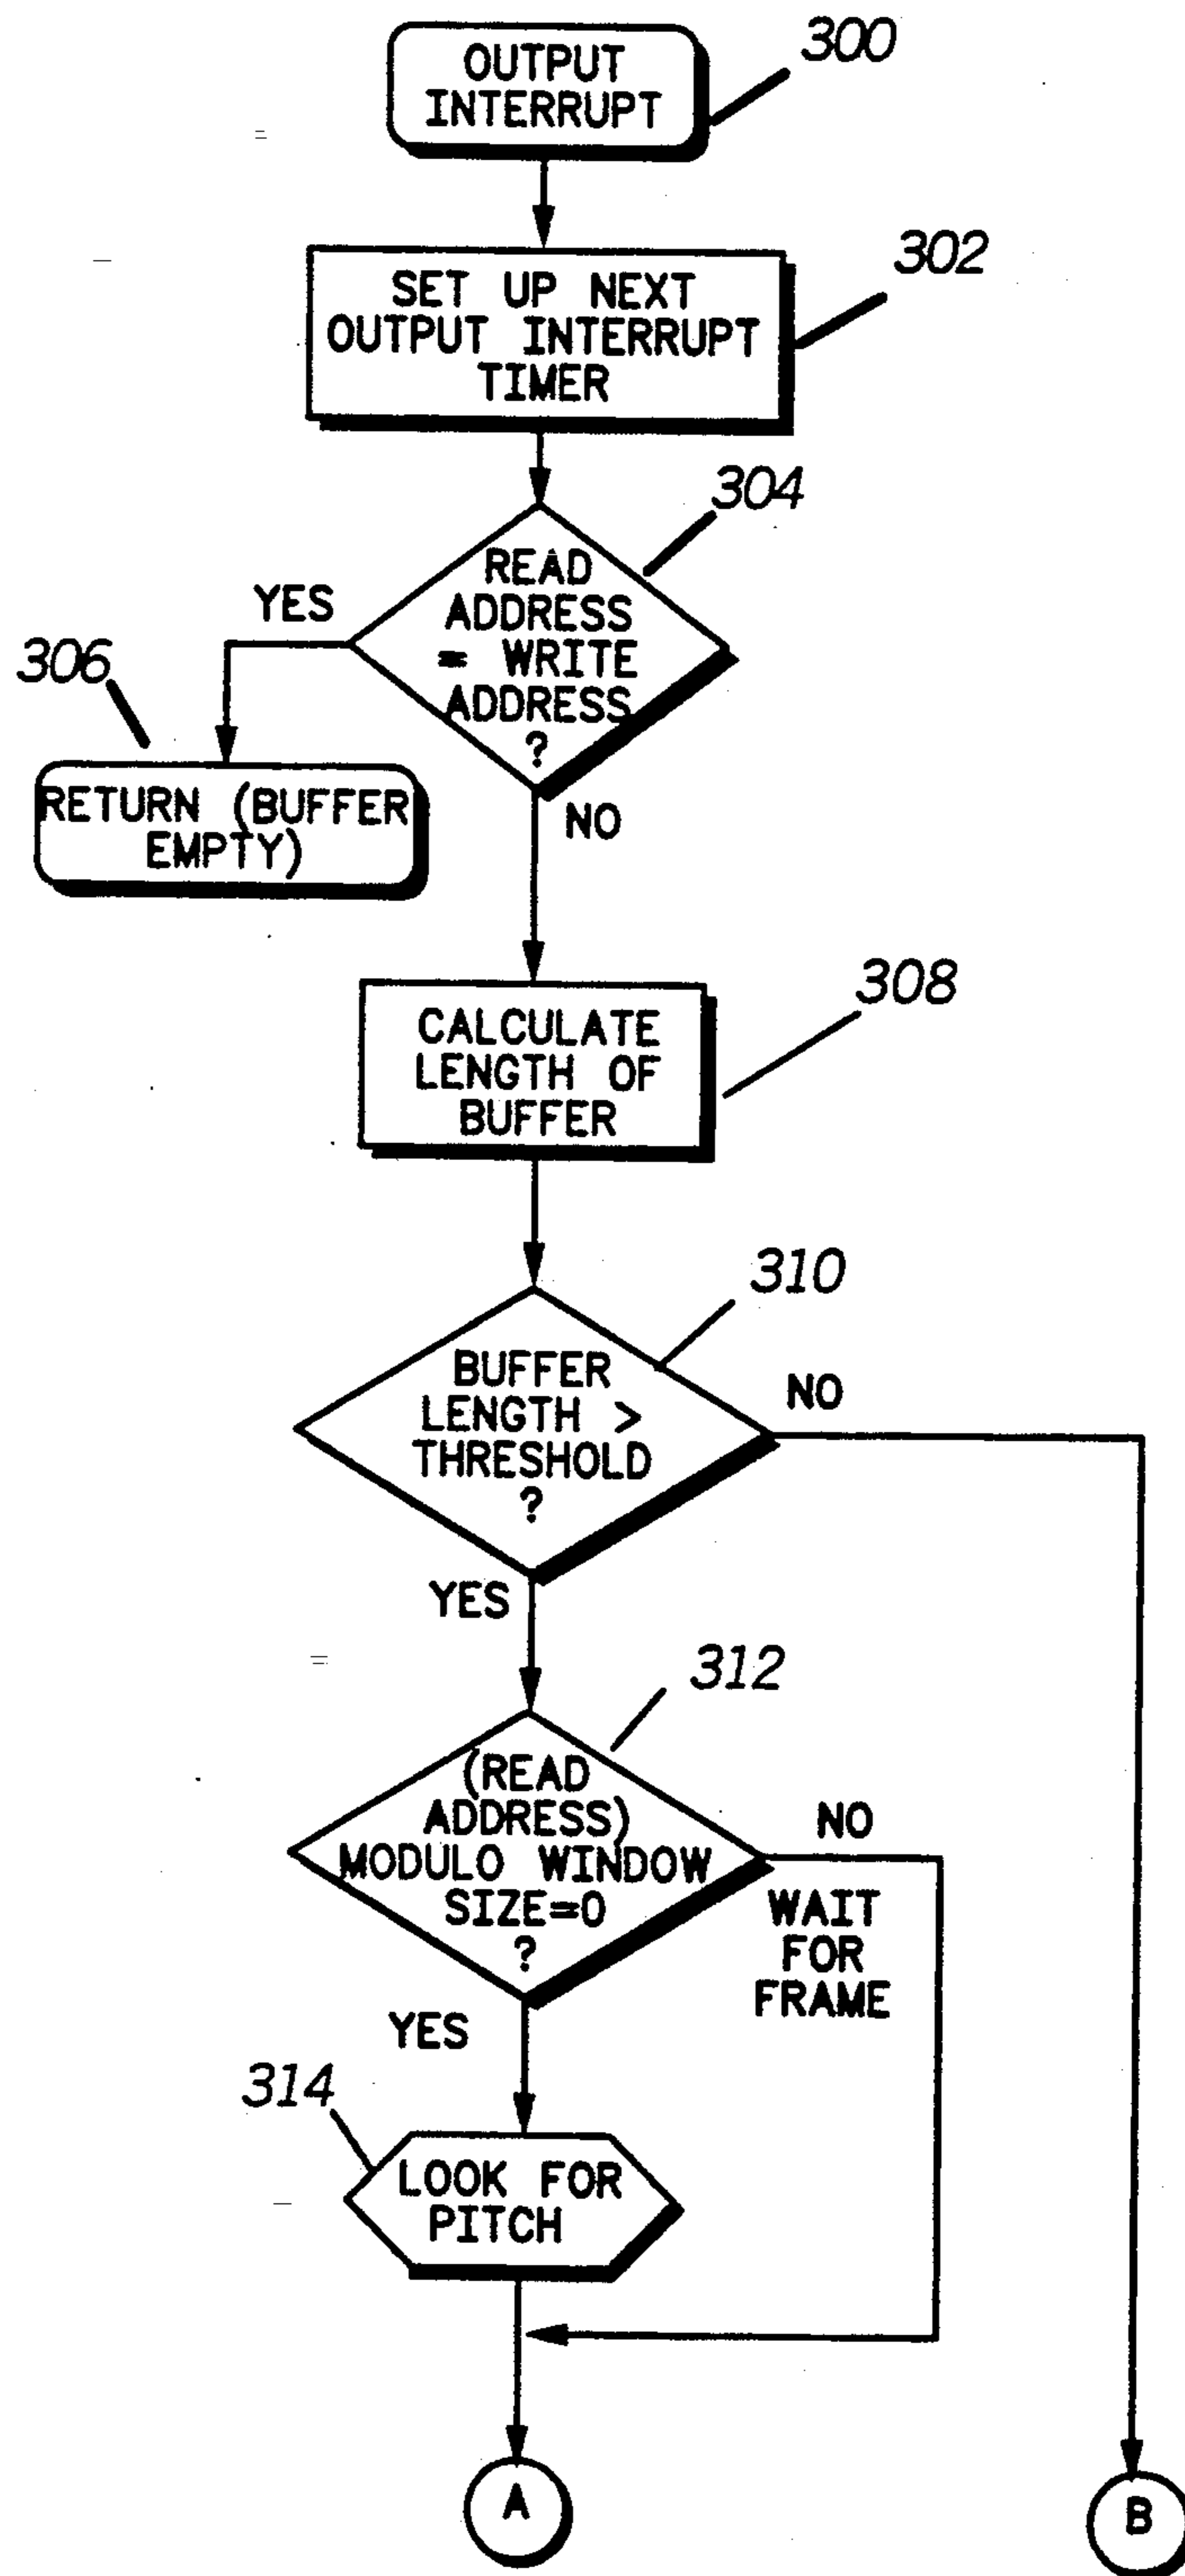 OUTPUT
INTERRUPT
300
SET UP NEXT
OUTPUT INTERRUPT
TIMER
302
304
READ
ADDRESS
= WRITE
ADDRESS
?
YES
NO
306
RETURN (BUFFER
EMPTY)
CALCULATE
LENGTH OF
BUFFER
308
310
BUFFER
LENGTH >
THRESHOLD
?
NO
YES
312
(READ
ADDRESS)
MODULO WINDOW
SIZE=0
?
NO
WAIT
FOR
FRAME
YES
314
LOOK FOR
PITCH
A
B